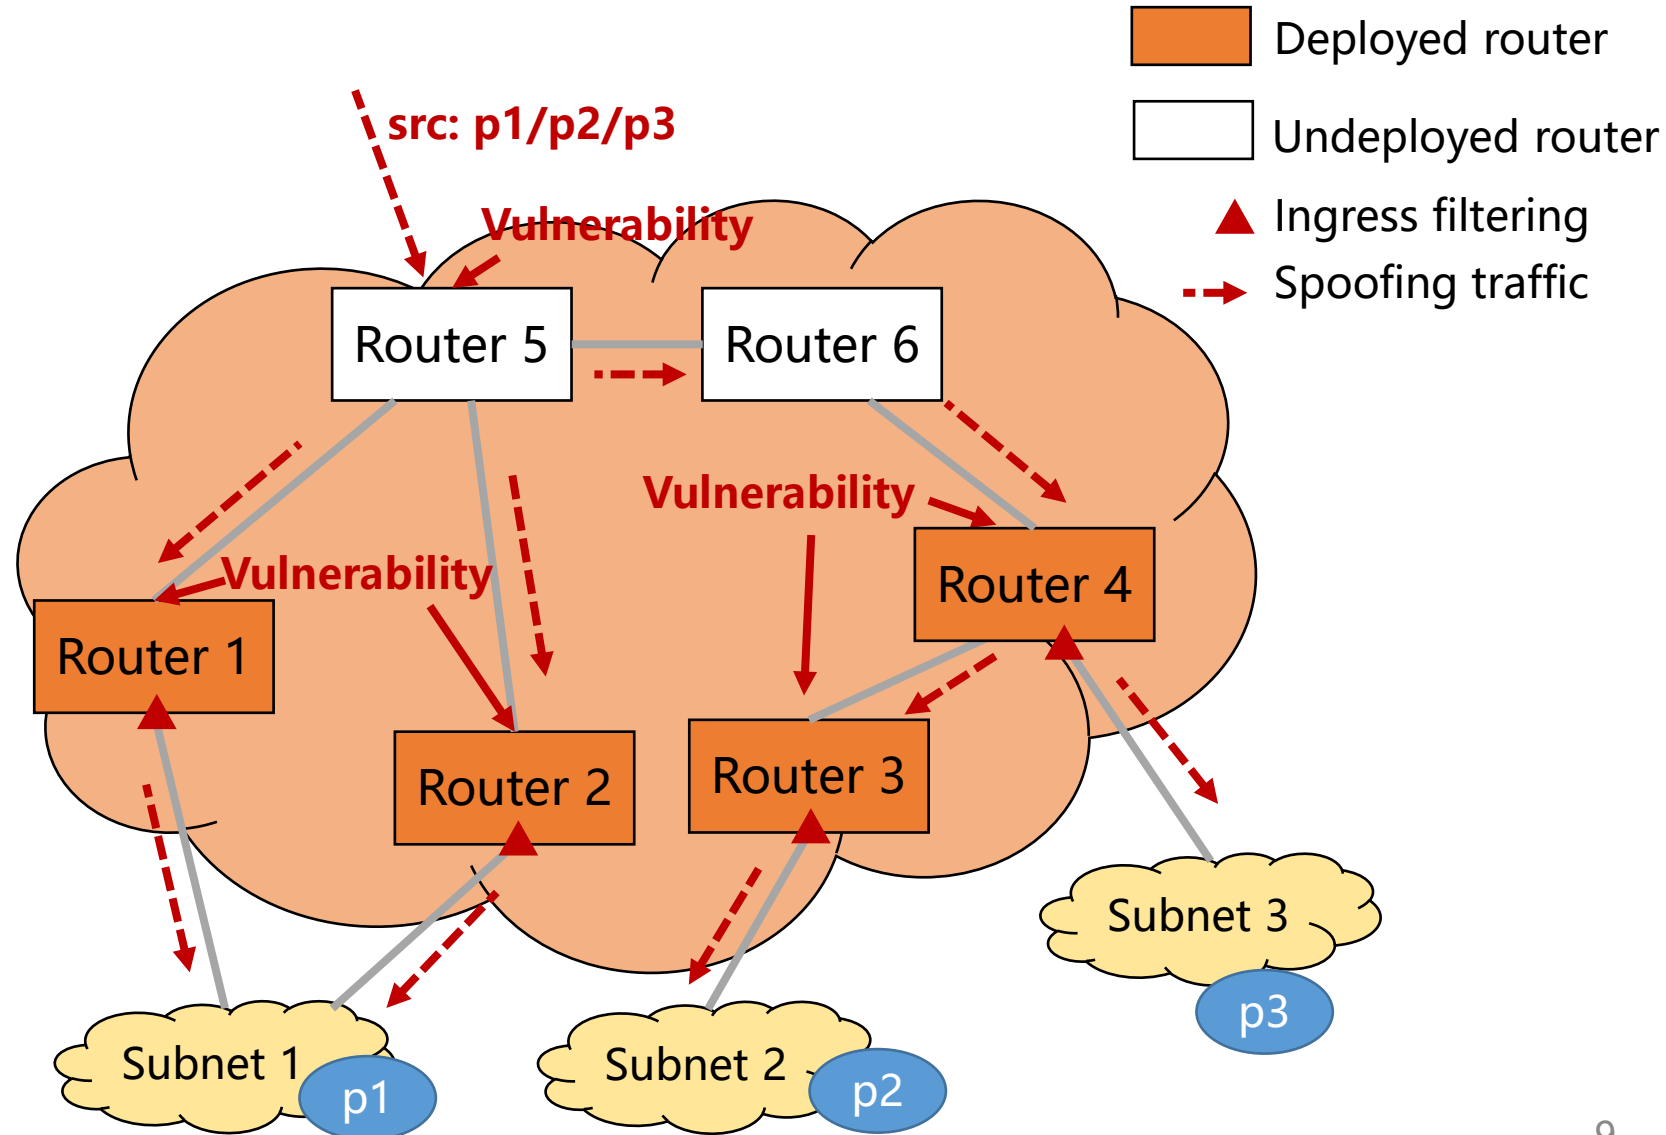 Deployed router
src: p1/p2/p3
Undeployed router
Vulnerability
Ingress filtering
Spoofing traffic
Router 5
Router 6
Vulnerability
Vulnerability
Router 4
Router 1
Router 2
Router 3
Subnet 3
p3
Subnet 1
p1
Subnet 2
p2